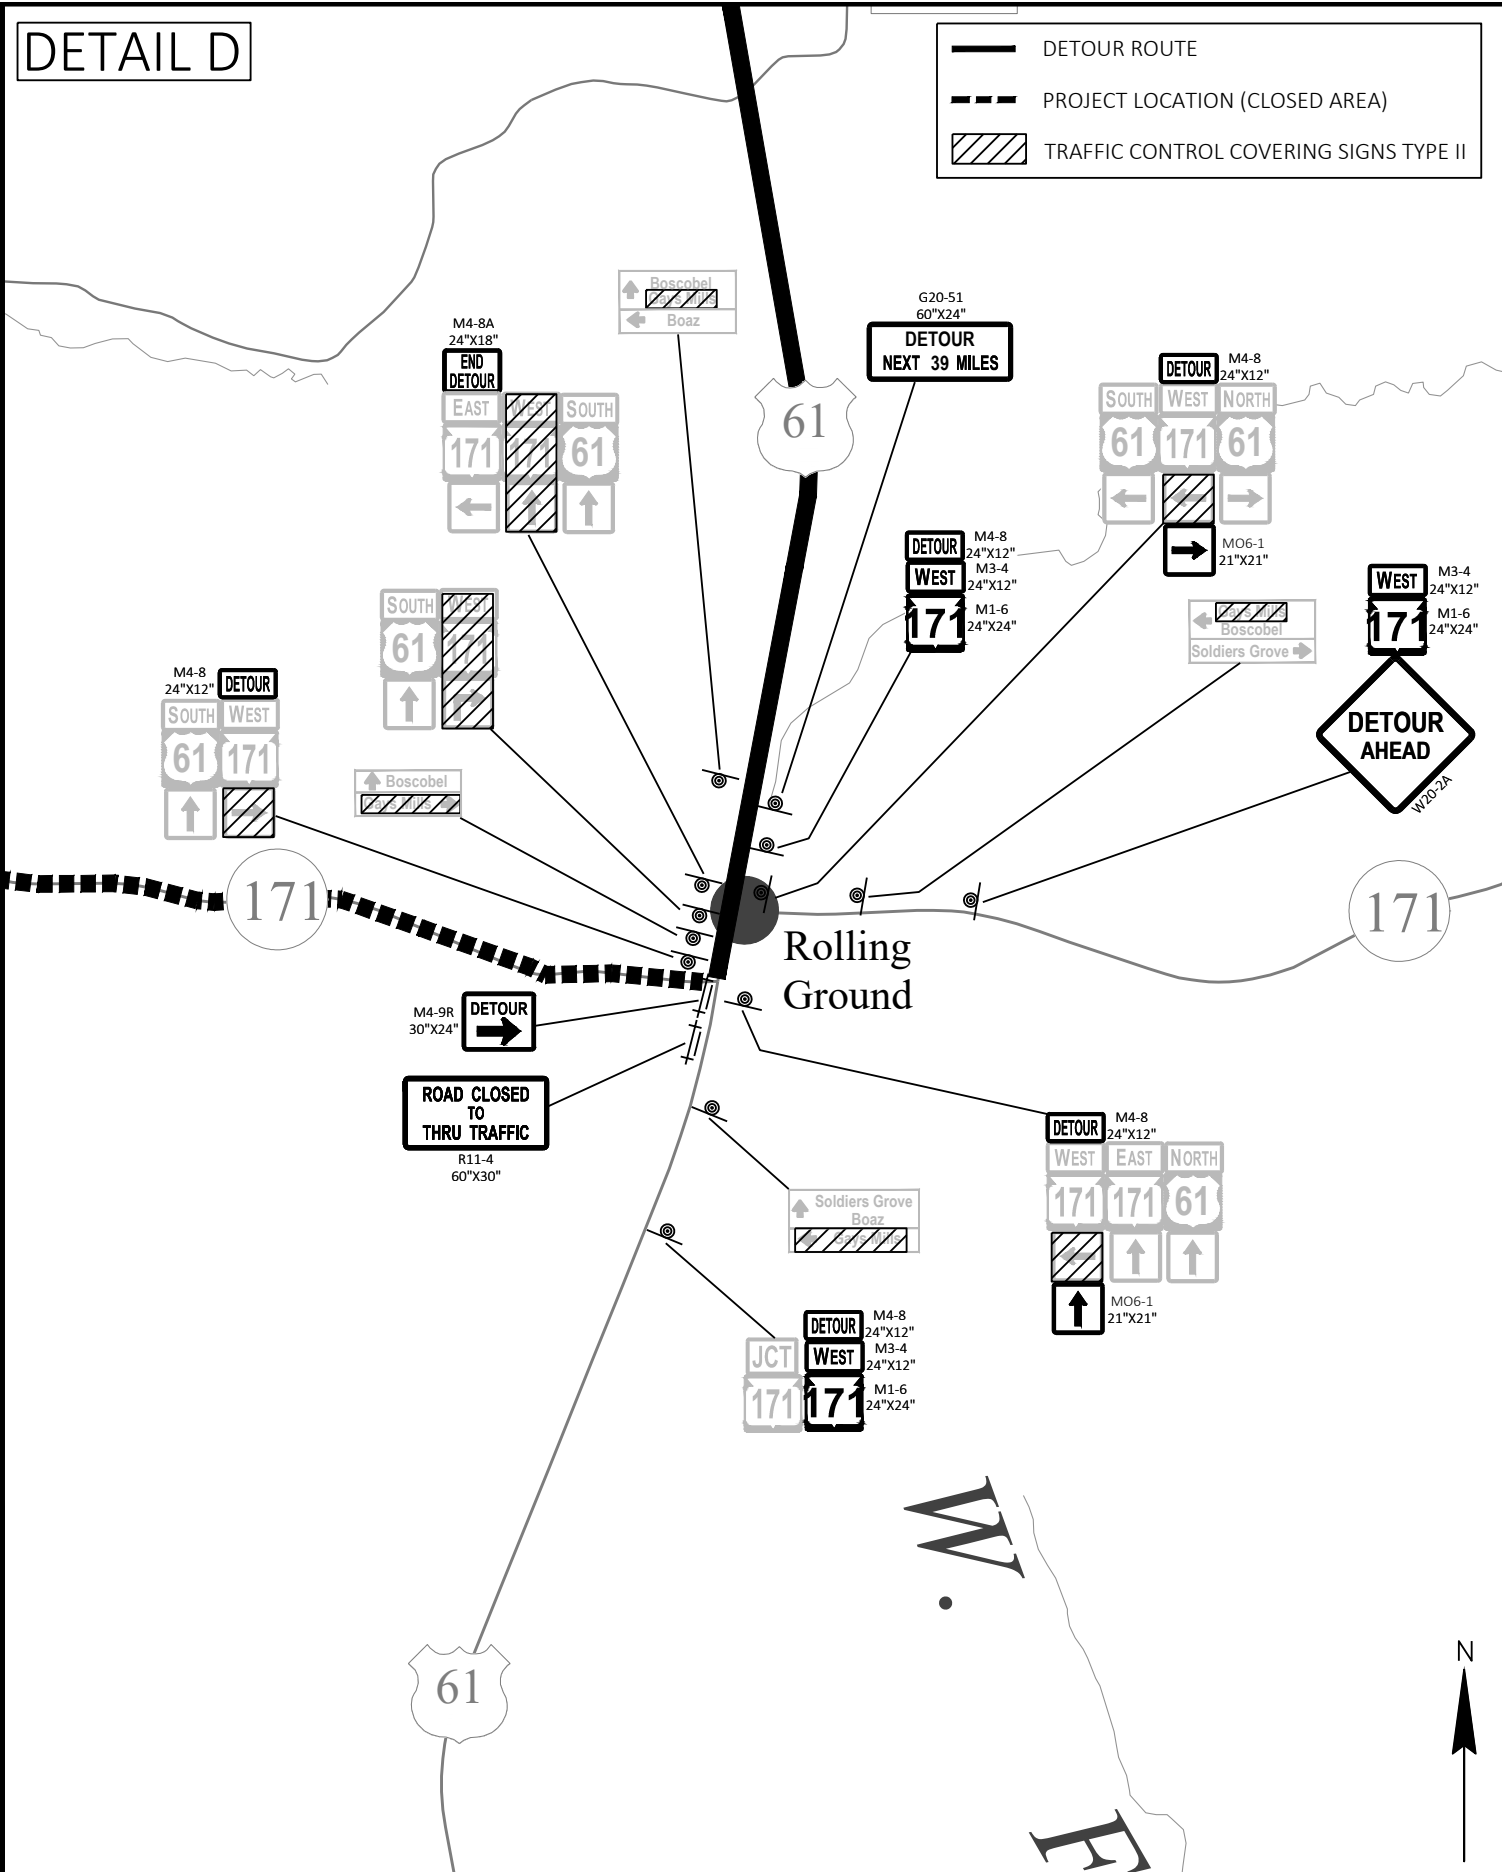 DETAIL D
DETOUR ROUTE
PROJECT LOCATION (CLOSED AREA)
TRAFFIC CONTROL COVERING SIGNS TYPE II
Boscobel
Gays Mills
Boaz
G20-51
60"X24"
DETOUR
NEXT 39 MILES
M4-8A
24"X18"
END
DETOUR
EAST WEST SOUTH
171 171 61
61
DETOUR
M4-8
24"X12"
SOUTH WEST NORTH
61 171 61
MO6-1
21"X21"
DETOUR
M4-8
24"X12"
WEST
M3-4
24"X12"
171
M1-6
24"X24"
WEST
M3-4
24"X12"
171
M1-6
24"X24"
DETOUR
AHEAD
W20-2A
Gays Mills
Boscobel
Soldiers Grove
SOUTH WEST
61 171
M4-8
24"X12"
DETOUR
SOUTH WEST
61 171
Boscobel
Gays Mills
171
171
Rolling
Ground
M4-9R
30"X24"
DETOUR
ROAD CLOSED
TO
THRU TRAFFIC
R11-4
60"X30"
DETOUR
M4-8
24"X12"
WEST EAST NORTH
171 171 61
MO6-1
21"X21"
Soldiers Grove
Boaz
Gays Mills
DETOUR
M4-8
24"X12"
JCT WEST
M3-4
24"X12"
171 171
M1-6
24"X24"
W
61
N
F